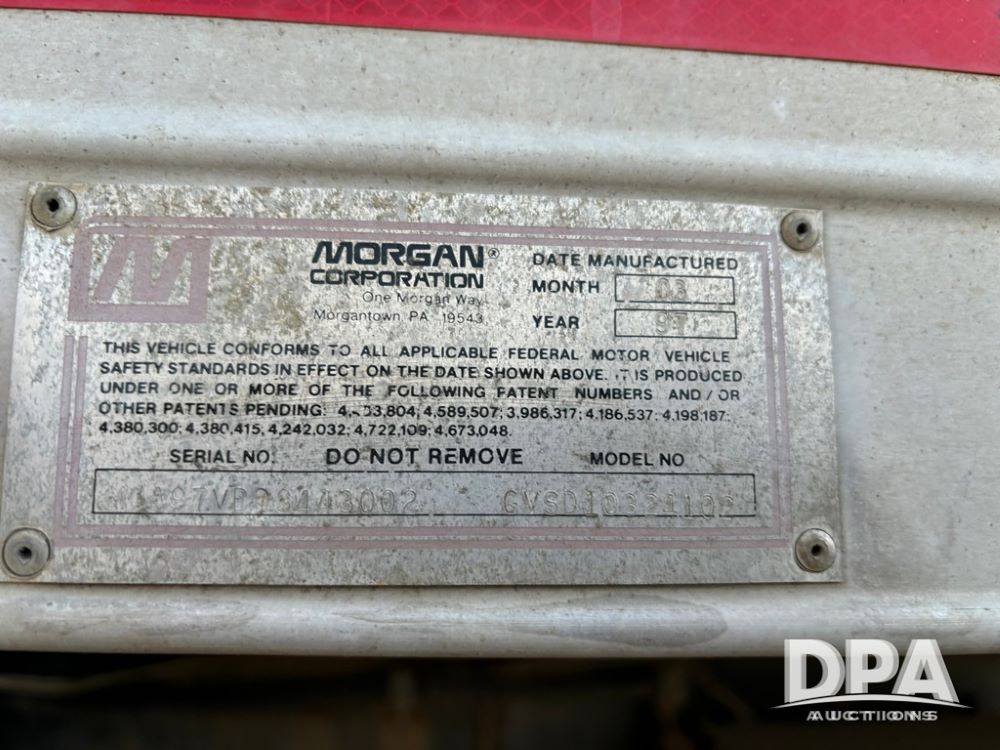 M
MORGAN®
CORPORATION
One Morgan Way
Morgantown, PA 19543
DATE MANUFACTURED
MONTH 03
YEAR 97
THIS VEHICLE CONFORMS TO ALL APPLICABLE FEDERAL MOTOR VEHICLE
SAFETY STANDARDS IN EFFECT ON THE DATE SHOWN ABOVE. IT IS PRODUCED
UNDER ONE OR MORE OF THE FOLLOWING PATENT NUMBERS AND/OR
OTHER PATENTS PENDING: 4,589,507; 3,986,317; 4,186,537; 4,198,187;
4,380,300; 4,380,415; 4,242,032; 4,722,109; 4,673,048.
SERIAL NO. DO NOT REMOVE MODEL NO
DPA
AUCTIONS